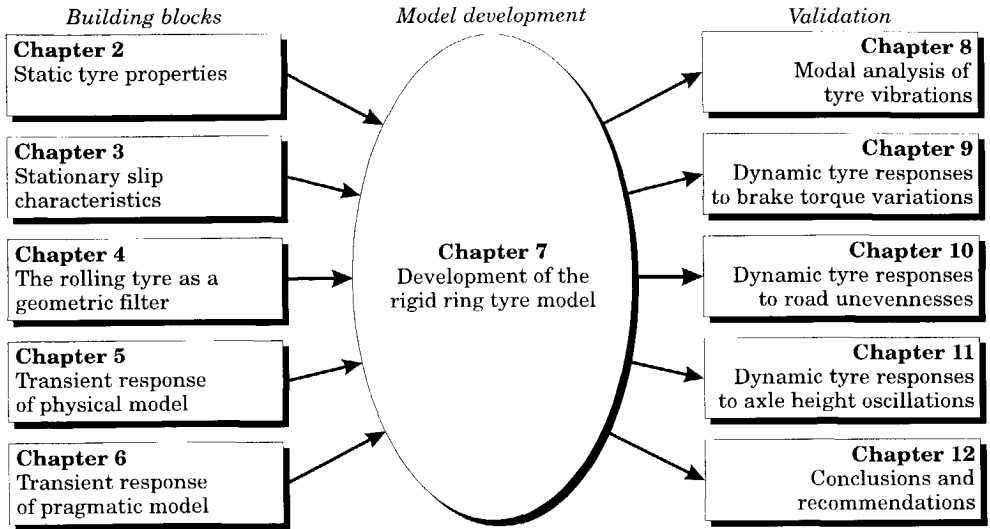 Building blocks
Model development
Validation
Chapter 2
Static tyre properties
Chapter 3
Stationary slip
characteristics
Chapter 4
The rolling tyre as a
geometric filter
Chapter 5
Transient response
of physical model
Chapter 6
Transient response
of pragmatic model
Chapter 7
Development of the
rigid ring tyre model
Chapter 8
Modal analysis of
tyre vibrations
Chapter 9
Dynamic tyre responses
to brake torque variations
Chapter 10
Dynamic tyre responses
to road unevennesses
Chapter 11
Dynamic tyre responses
to axle height oscillations
Chapter 12
Conclusions and
recommendations